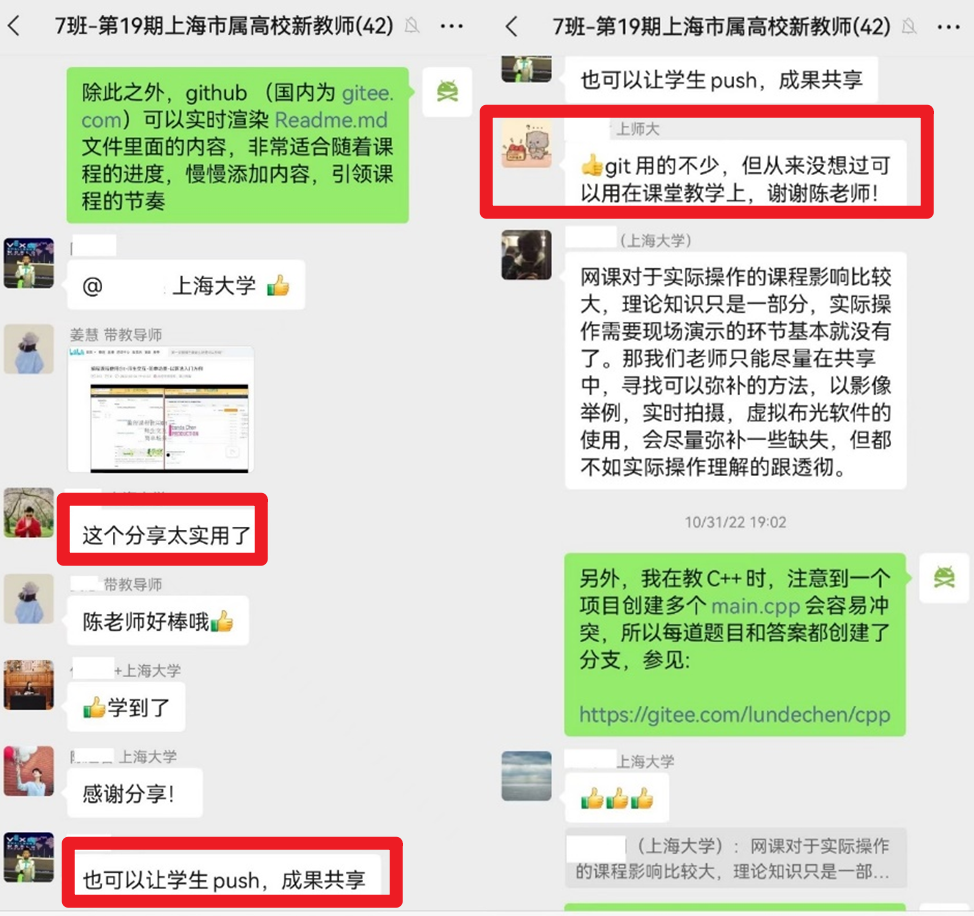 7班-第19期上海市属高校新教师(42)
除此之外，github （国内为 gitee.
com）可以实时渲染 Readme.md
文件里面的内容，非常适合随着课
程的进度，慢慢添加内容，引领课
程的节奏
@ 上海大学 👍
姜慧 带教导师
这个分享太实用了
带教导师
陈老师好棒哦👍
+上海大学
👍学到了
上海大学
感谢分享!
也可以让学生 push，成果共享
7班-第19期上海市属高校新教师(42)
也可以让学生 push，成果共享
上师大
👍git 用的不少，但从来没想过可
以用在课堂教学上，谢谢陈老师!
(上海大学)
网课对于实际操作的课程影响比较
大，理论知识只是一部分，实际操
作需要现场演示的环节基本就没有
了。那我们老师只能尽量在共享
中，寻找可以弥补的方法，以影像
举例，实时拍摄，虚拟布光软件的
使用，会尽量弥补一些缺失，但都
不如实际操作理解的跟透彻。
10/31/22 19:02
另外，我在教 C++ 时，注意到一个
项目创建多个 main.cpp 会容易冲
突，所以每道题目和答案都创建了
分支，参见:
https://gitee.com/lundechen/cpp
上海大学
👍👍👍
（上海大学）: 网课对于实际操作
的课程影响比较大，理论知识只是一部...